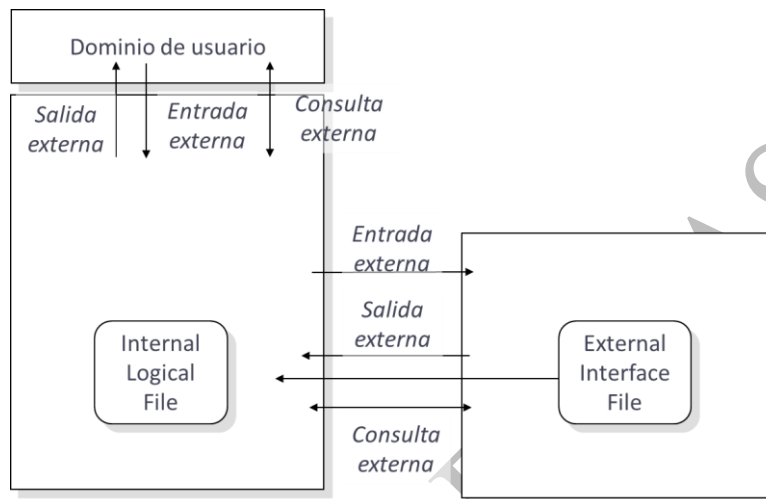 Dominio de usuario
Salida
externa
Entrada
externa
Consulta
externa
Entrada
externa
Salida
externa
Internal
Logical
File
External
Interface
File
Consulta
externa